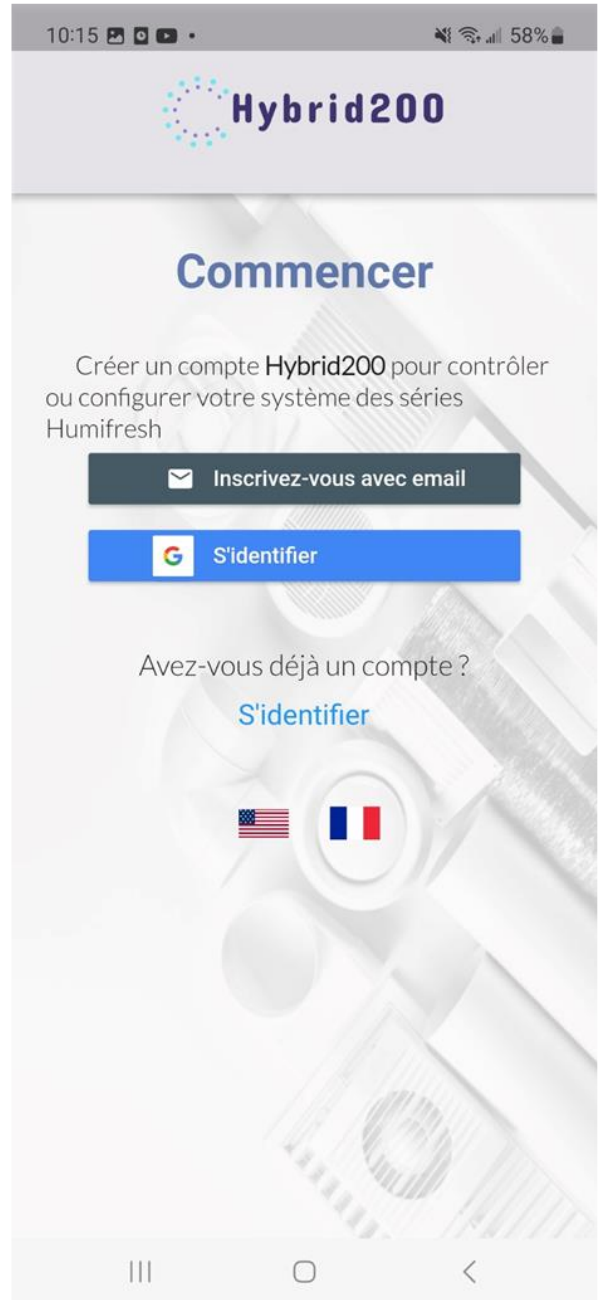 10:15 58%
Hybrid200
Commencer
Créer un compte Hybrid200 pour contrôler
ou configurer votre système des séries
Humifresh
Inscrivez-vous avec email
G S'identifier
Avez-vous déjà un compte ?
S'identifier